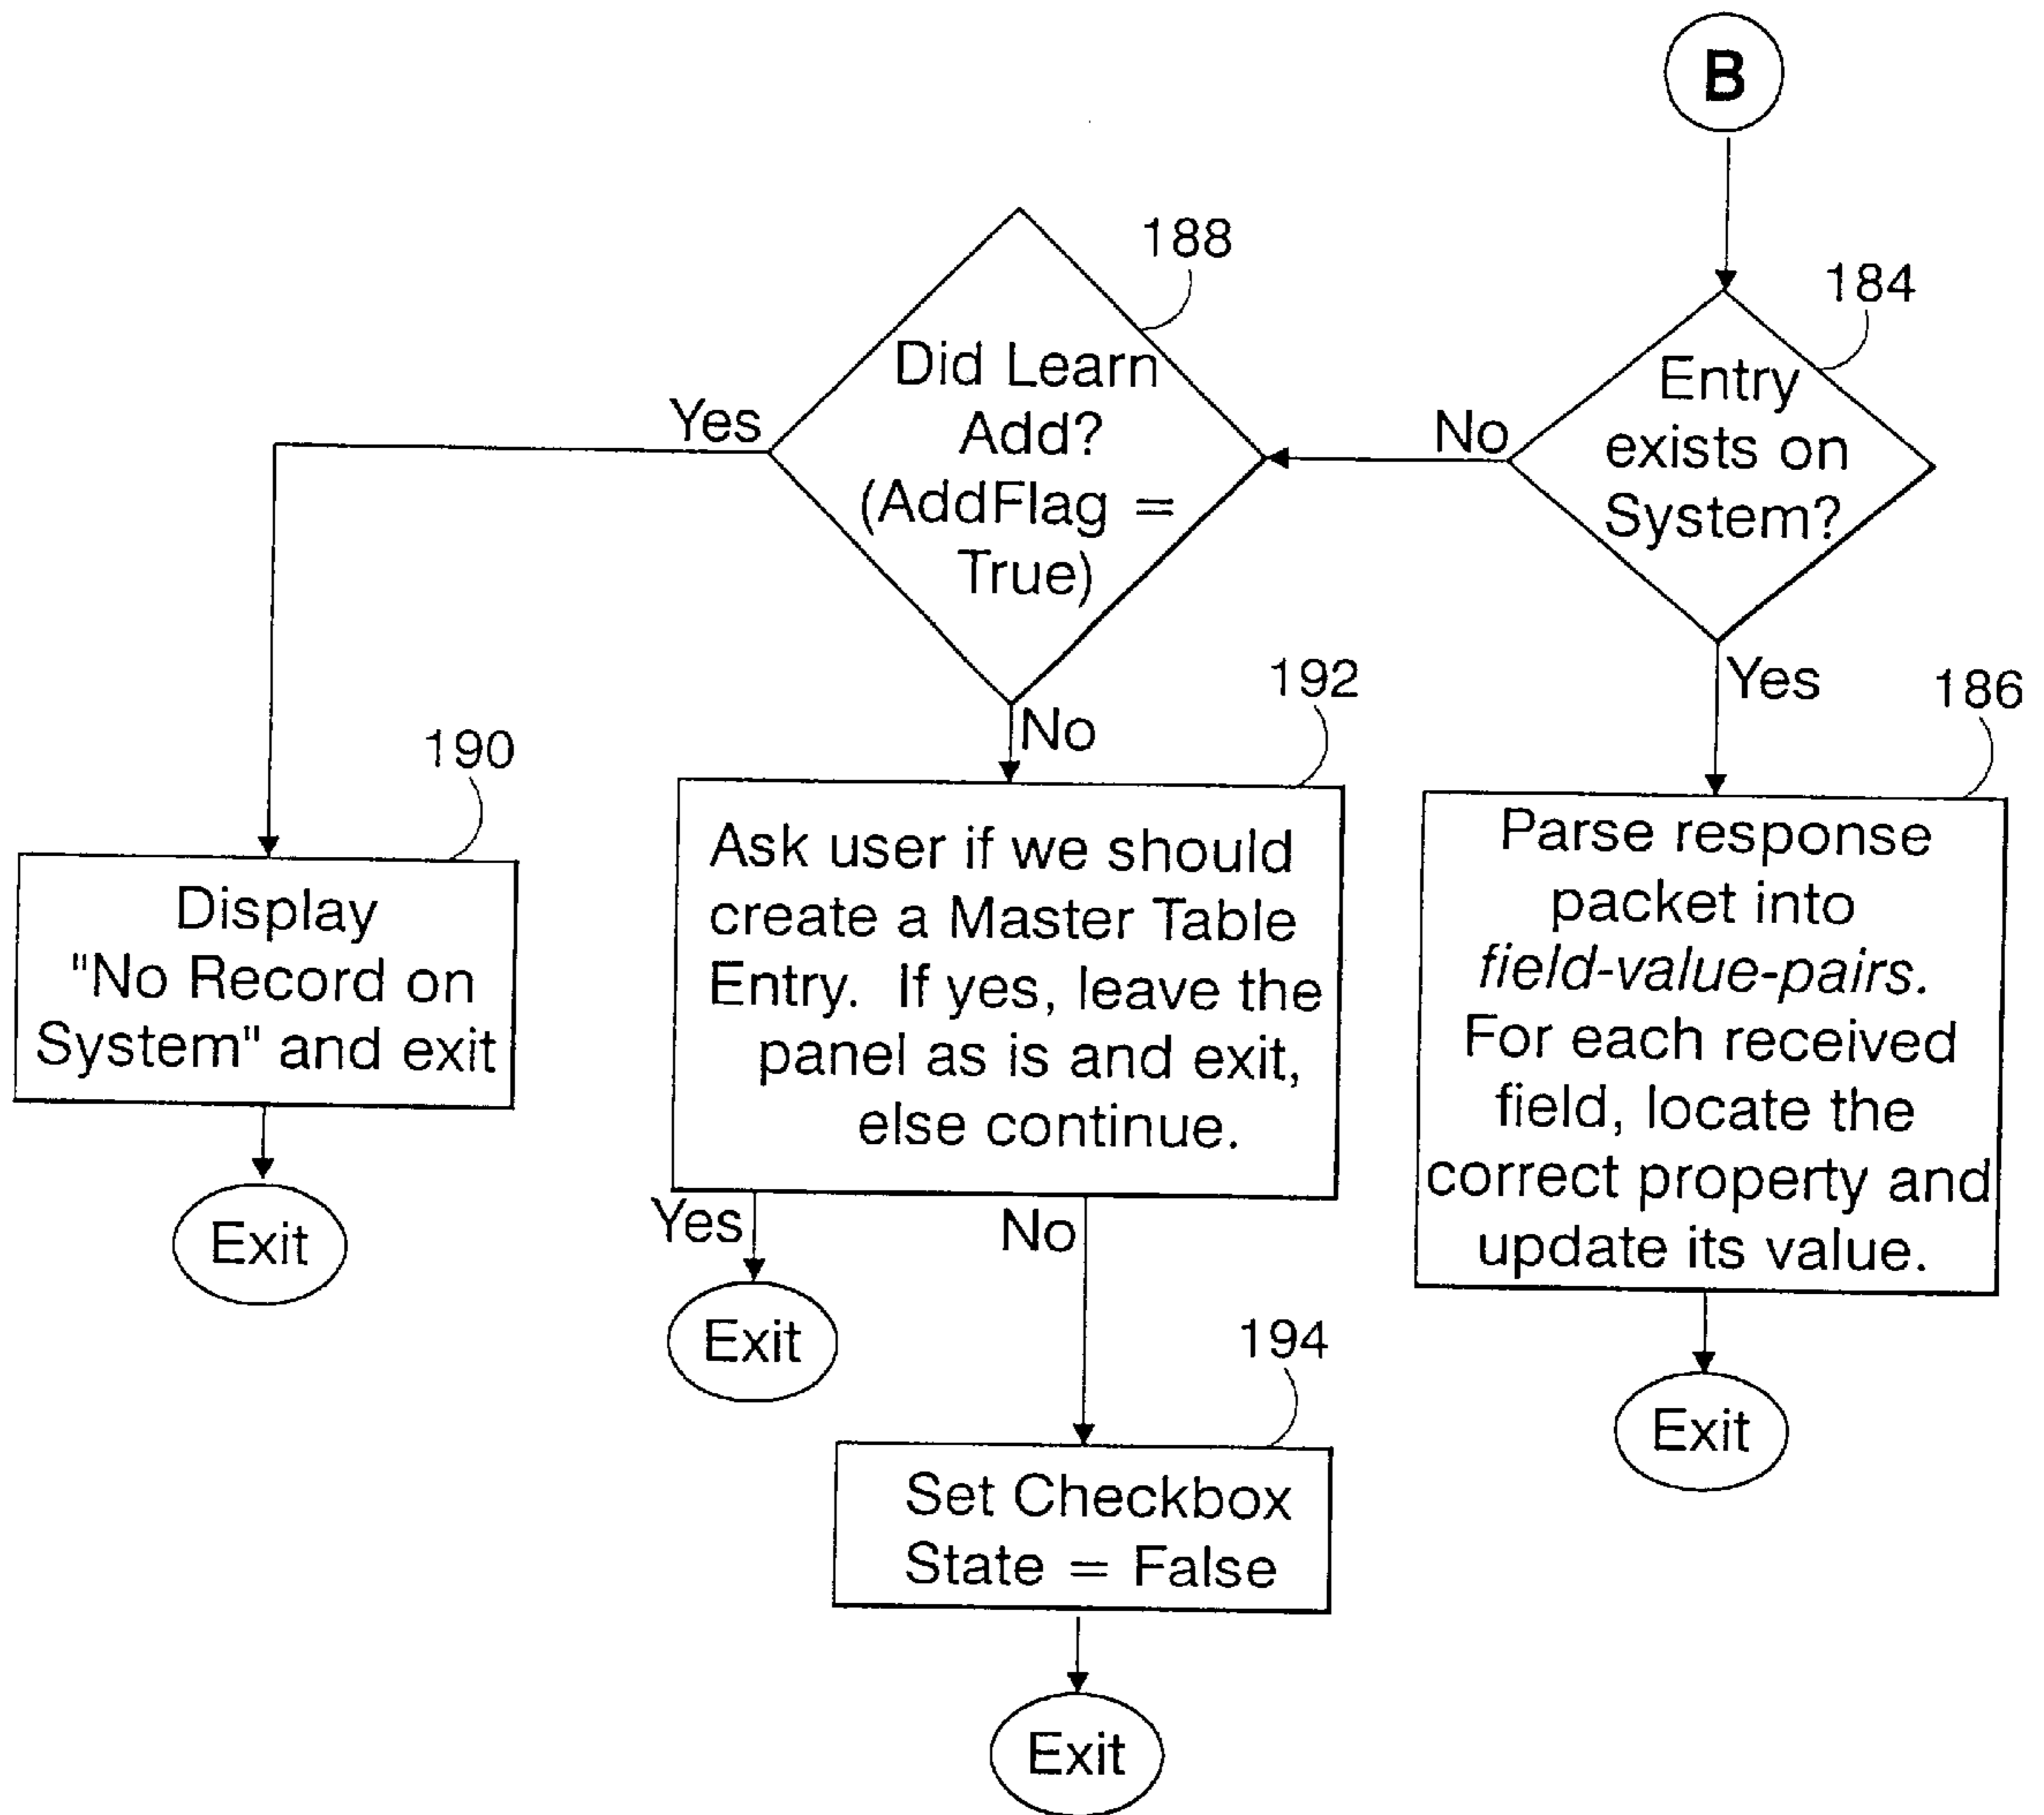 B
184
Entry
exists on
System?
No
Yes
188
Did Learn
Add?
(AddFlag =
True)
Yes
No
186
Parse response
packet into
field-value-pairs.
For each received
field, locate the
correct property and
update its value.
Exit
190
Display
"No Record on
System" and exit
Exit
192
Ask user if we should
create a Master Table
Entry. If yes, leave the
panel as is and exit,
else continue.
Yes
No
Exit
194
Set Checkbox
State = False
Exit